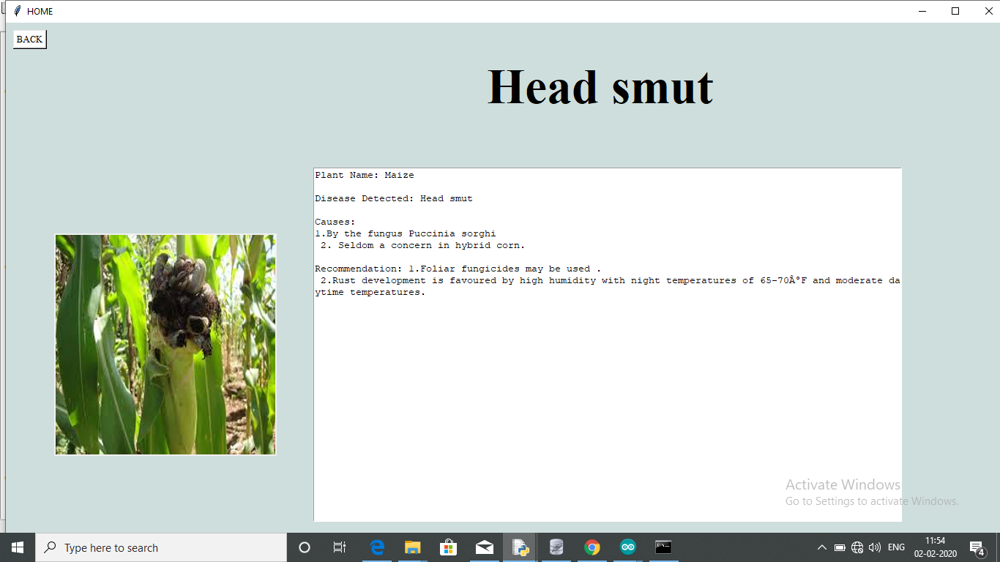 HOME
BACK
Head smut
Plant Name: Maize
Disease Detected: Head smut
Causes:
1.By the fungus Puccinia sorghi
2. Seldom a concern in hybrid corn.
Recommendation: 1.Foliar fungicides may be used .
2.Rust development is favoured by high humidity with night temperatures of 65-70Â°F and moderate da
ytime temperatures.
Activate Windows
Go to Settings to activate Windows.
Type here to search
ENG
11:54
02-02-2020
4